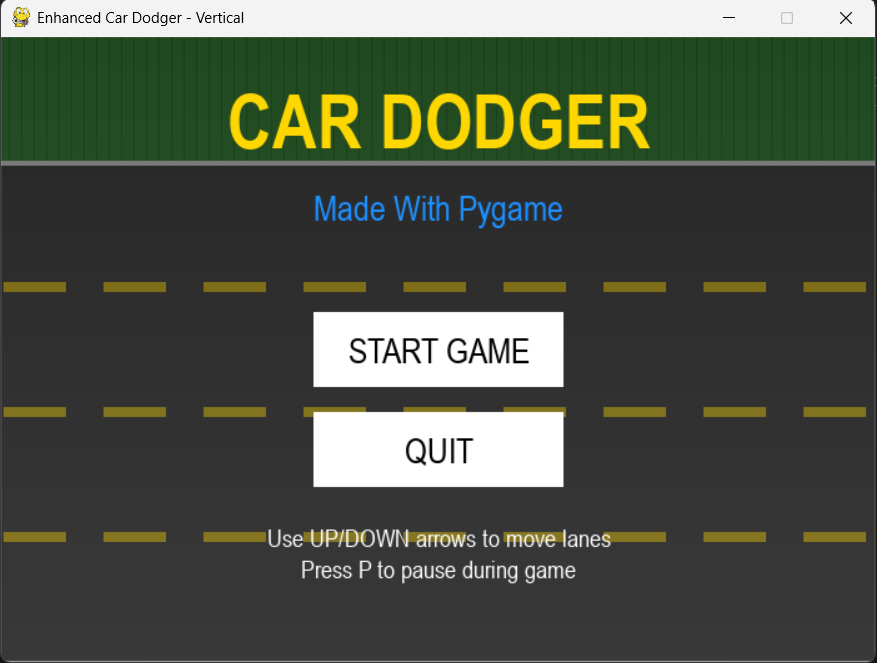 Enhanced Car Dodger - Vertical
CAR DODGER
Made With Pygame
START GAME
QUIT
Use UP/DOWN arrows to move lanes
Press P to pause during game